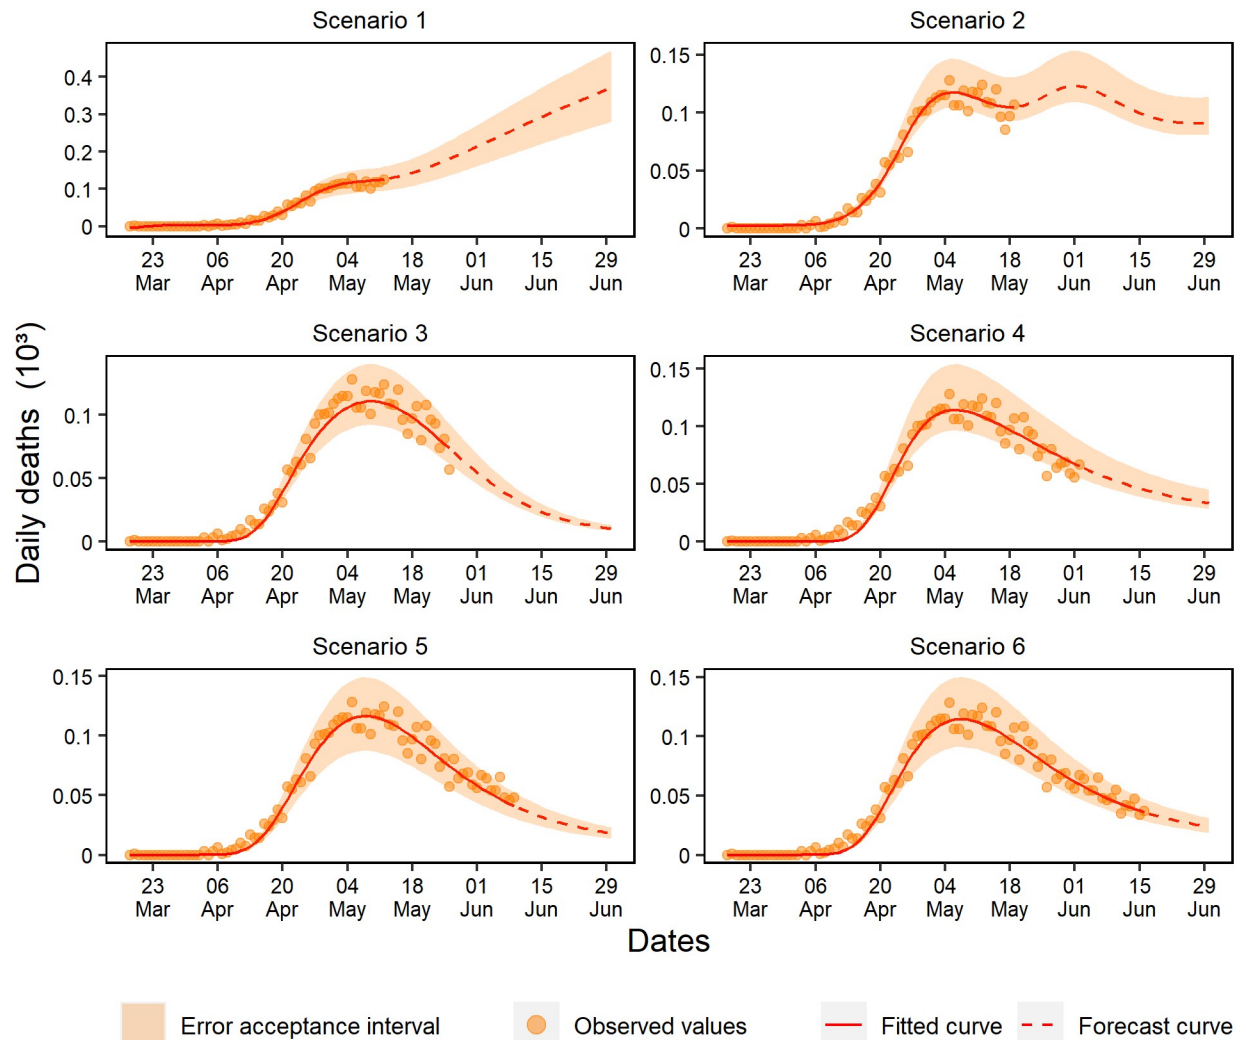 Scenario 1
Scenario 2
0.4
0.3
0.2
0.1
0
23 06 20 04 18 01 15 29
Mar Apr Apr May May Jun Jun Jun
0.15
0.1
0.05
0
23 06 20 04 18 01 15 29
Mar Apr Apr May May Jun Jun Jun
Daily deaths (10³)
Scenario 3
Scenario 4
0.1
0.05
0
23 06 20 04 18 01 15 29
Mar Apr Apr May May Jun Jun Jun
0.15
0.1
0.05
0
23 06 20 04 18 01 15 29
Mar Apr Apr May May Jun Jun Jun
Scenario 5
Scenario 6
0.15
0.1
0.05
0
23 06 20 04 18 01 15 29
Mar Apr Apr May May Jun Jun Jun
0.15
0.1
0.05
0
23 06 20 04 18 01 15 29
Mar Apr Apr May May Jun Jun Jun
Dates
Error acceptance interval Observed values Fitted curve Forecast curve